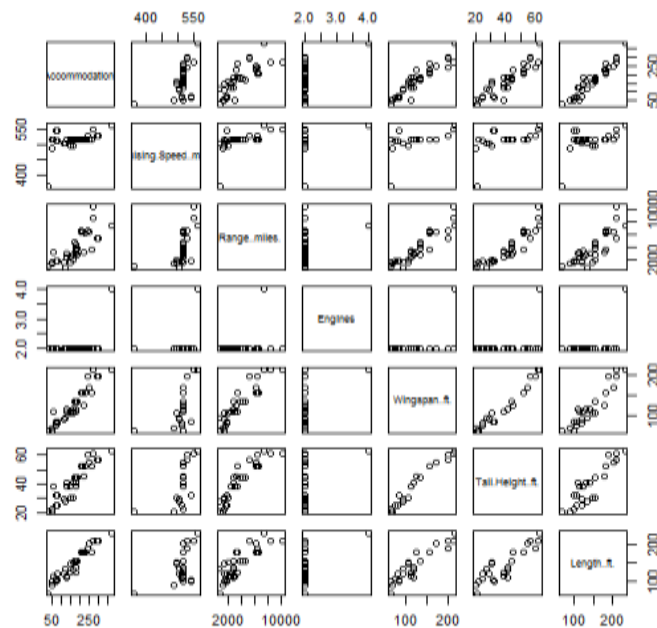 400 550 2.0 3.0 4.0 20 40 60
Accommodation
50 250
400 550
ising.Speed..m
Range..miles.
2000 10000
2.0 3.0 4.0
Engines
Wingspan..ft.
100 200
20 40 60
Tail.Height..ft.
Length..ft.
100 200
50 250 2000 10000 100 200 100 200